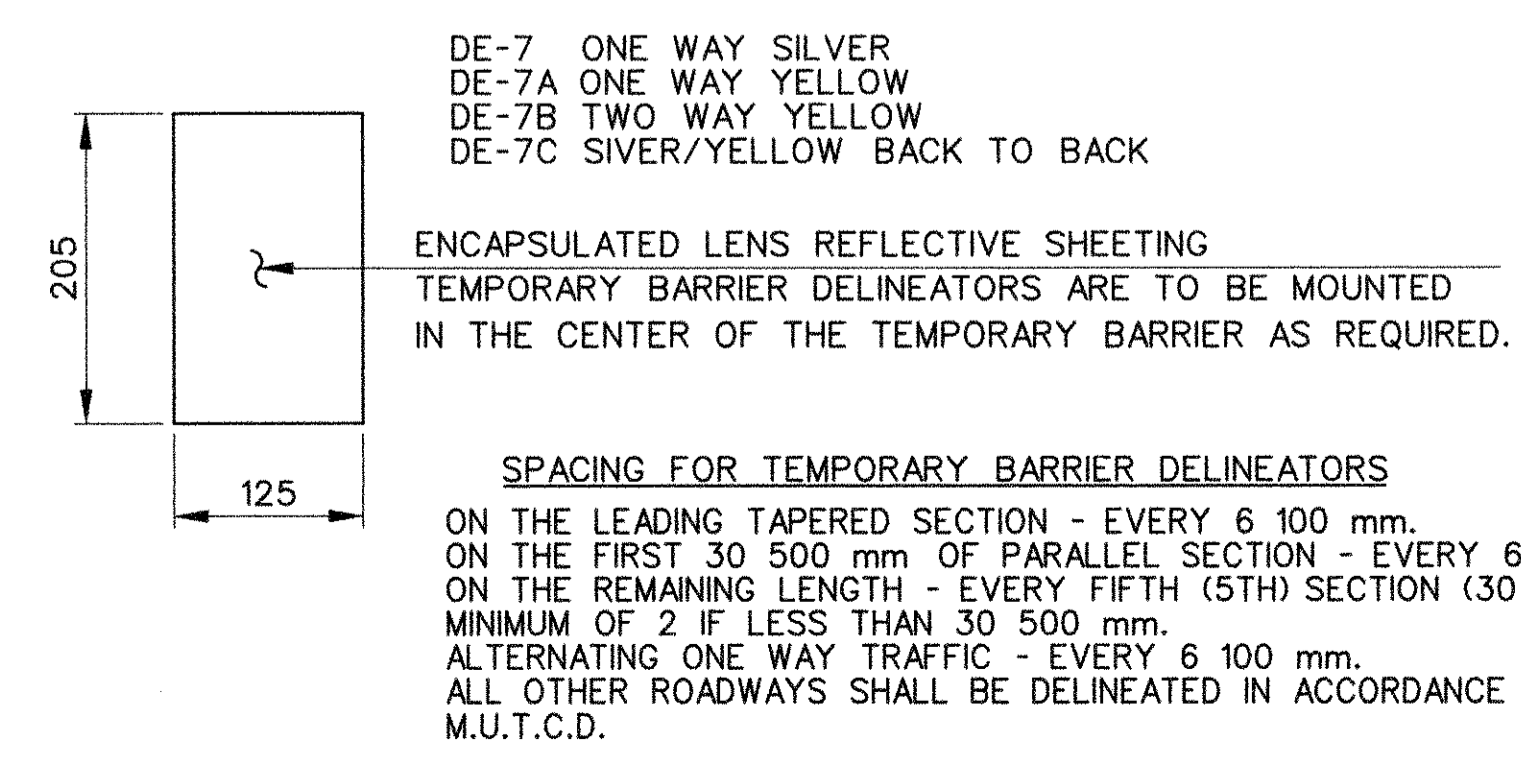 DE-7 ONE WAY SILVER
DE-7A ONE WAY YELLOW
DE-7B TWO WAY YELLOW
DE-7C SIVER/YELLOW BACK TO BACK
205
ENCAPSULATED LENS REFLECTIVE SHEETING
TEMPORARY BARRIER DELINEATORS ARE TO BE MOUNTED
IN THE CENTER OF THE TEMPORARY BARRIER AS REQUIRED.
125
SPACING FOR TEMPORARY BARRIER DELINEATORS
ON THE LEADING TAPERED SECTION - EVERY 6 100 mm.
ON THE FIRST 30 500 mm OF PARALLEL SECTION - EVERY 6
ON THE REMAINING LENGTH - EVERY FIFTH (5TH) SECTION (30
MINIMUM OF 2 IF LESS THAN 30 500 mm.
ALTERNATING ONE WAY TRAFFIC - EVERY 6 100 mm.
ALL OTHER ROADWAYS SHALL BE DELINEATED IN ACCORDANCE
M.U.T.C.D.